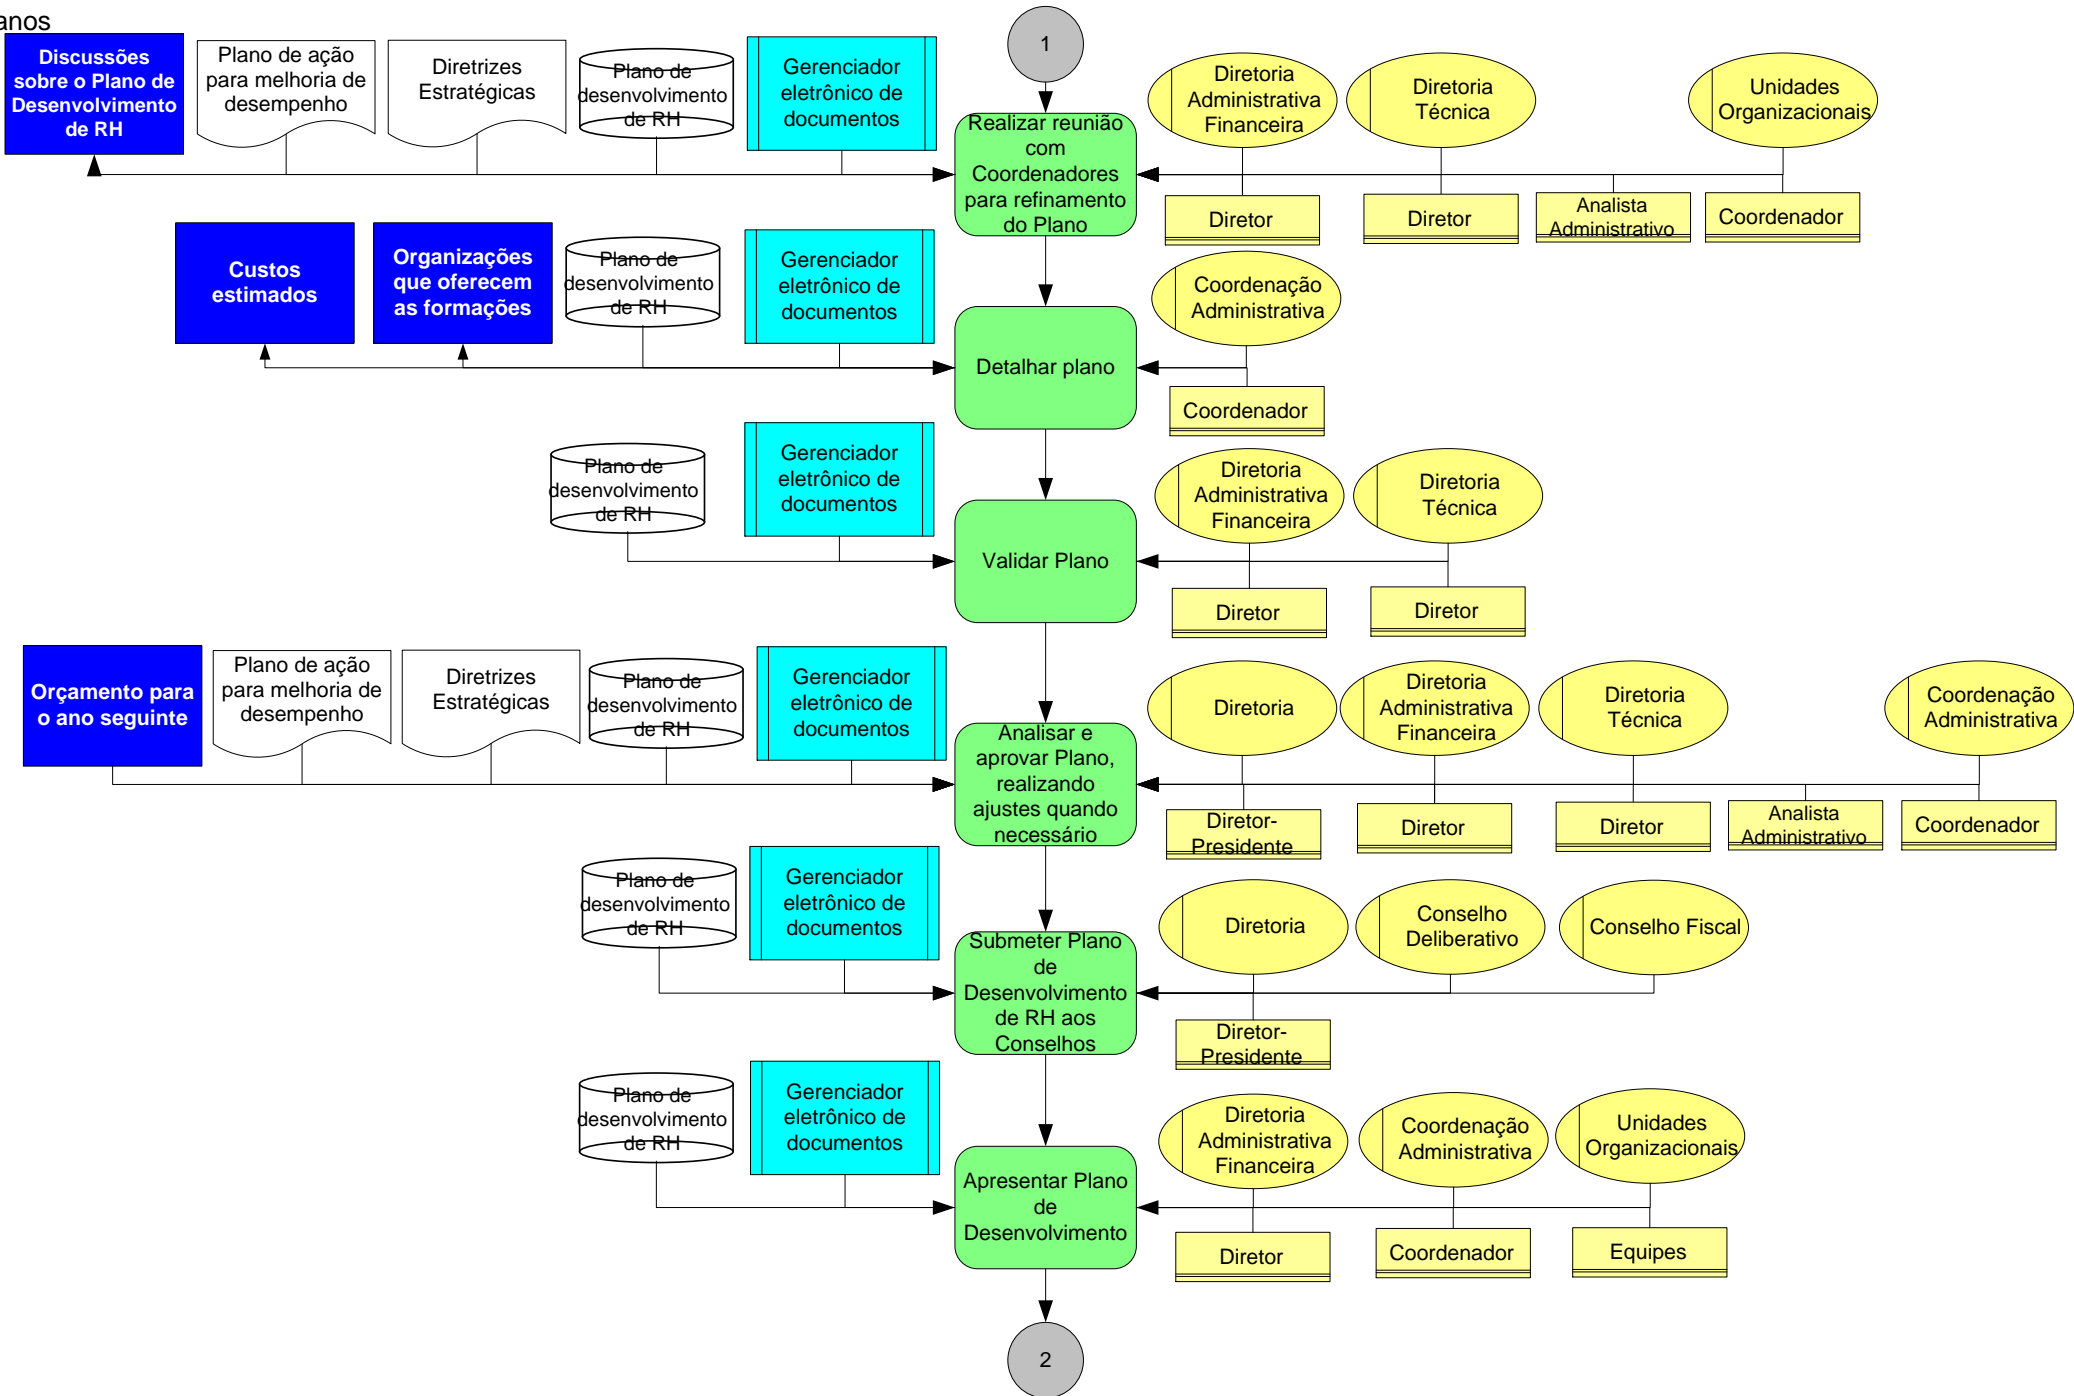 anos
1
Discussões
sobre o Plano de
Desenvolvimento
de RH
Plano de ação
para melhoria de
desempenho
Diretrizes
Estratégicas
Plano de
desenvolvimento
de RH
Gerenciador
eletrônico de
documentos
Realizar reunião
com
Coordenadores
para refinamento
do Plano
Diretoria
Administrativa
Financeira
Diretoria
Técnica
Unidades
Organizacionais
Diretor
Diretor
Analista
Administrativo
Coordenador
Custos
estimados
Organizações
que oferecem
as formações
Plano de
desenvolvimento
de RH
Gerenciador
eletrônico de
documentos
Detalhar plano
Coordenação
Administrativa
Coordenador
Plano de
desenvolvimento
de RH
Gerenciador
eletrônico de
documentos
Validar Plano
Diretoria
Administrativa
Financeira
Diretoria
Técnica
Diretor
Diretor
Orçamento para
o ano seguinte
Plano de ação
para melhoria de
desempenho
Diretrizes
Estratégicas
Plano de
desenvolvimento
de RH
Gerenciador
eletrônico de
documentos
Analisar e
aprovar Plano,
realizando
ajustes quando
necessário
Diretoria
Diretoria
Administrativa
Financeira
Diretoria
Técnica
Coordenação
Administrativa
Diretor-
Presidente
Diretor
Diretor
Analista
Administrativo
Coordenador
Plano de
desenvolvimento
de RH
Gerenciador
eletrônico de
documentos
Submeter Plano
de
Desenvolvimento
de RH aos
Conselhos
Diretoria
Conselho
Deliberativo
Conselho Fiscal
Diretor-
Presidente
Plano de
desenvolvimento
de RH
Gerenciador
eletrônico de
documentos
Apresentar Plano
de
Desenvolvimento
Diretoria
Administrativa
Financeira
Coordenação
Administrativa
Unidades
Organizacionais
Diretor
Coordenador
Equipes
2